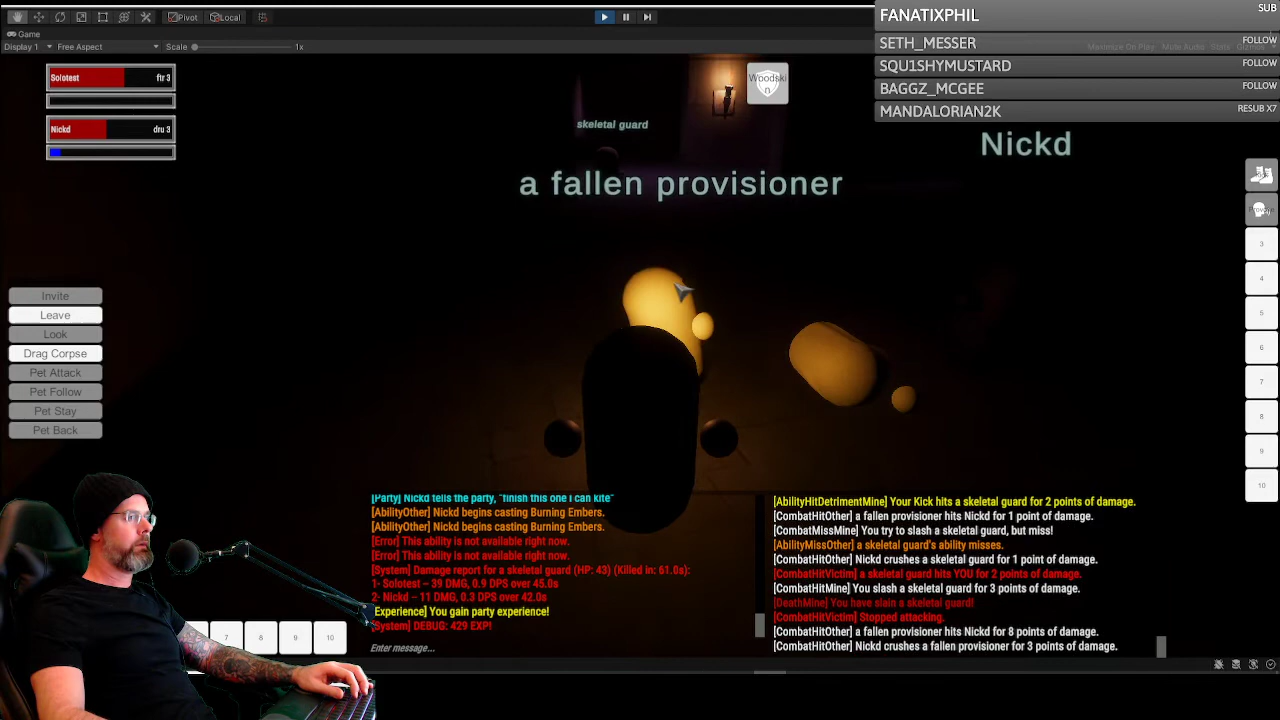 Pivot Local
Game
Display 1 Free Aspect Scale 1x
FANATIXPHIL SUB
SETH_MESSER FOLLOW
SQU1SHYMUSTARD FOLLOW
BAGGZ_MCGEE FOLLOW
MANDALORIAN2K RESUB X7
Solotest ftr 3
Nickd dru 3
Woodski
n
skeletal guard
a fallen provisioner
Nickd
3
4
5
6
7
8
9
10
Invite
Leave
Look
Drag Corpse
Pet Attack
Pet Follow
Pet Stay
Pet Back
[Party] Nickd tells the party, "finish this one i can kite"
[AbilityOther] Nickd begins casting Burning Embers.
[AbilityOther] Nickd begins casting Burning Embers.
[Error] This ability is not available right now.
[Error] This ability is not available right now.
[System] Damage report for a skeletal guard (HP: 43) (Killed in: 61.0s):
1- Solotest – 39 DMG, 0.9 DPS over 45.0s
2- Nickd – 11 DMG, 0.3 DPS over 42.0s
[Experience] You gain party experience!
[System] DEBUG: 429 EXP!
Enter message...
[AbilityHitDetrimentMine] Your Kick hits a skeletal guard for 2 points of damage.
[CombatHitOther] a fallen provisioner hits Nickd for 1 point of damage.
[CombatMissMine] You try to slash a skeletal guard, but miss!
[AbilityMissOther] a skeletal guard's ability misses.
[CombatHitOther] Nickd crushes a skeletal guard for 1 points of damage.
[CombatHitVictim] a skeletal guard hits YOU for 2 points of damage.
[CombatHitMine] You slash a skeletal guard for 3 points of damage.
[DeathMine] You have slain a skeletal guard!
[CombatHitVictim] Stopped attacking.
[CombatHitOther] a fallen provisioner hits Nickd for 8 points of damage.
[CombatHitOther] Nickd crushes a fallen provisioner for 3 points of damage.
7 8 9 10